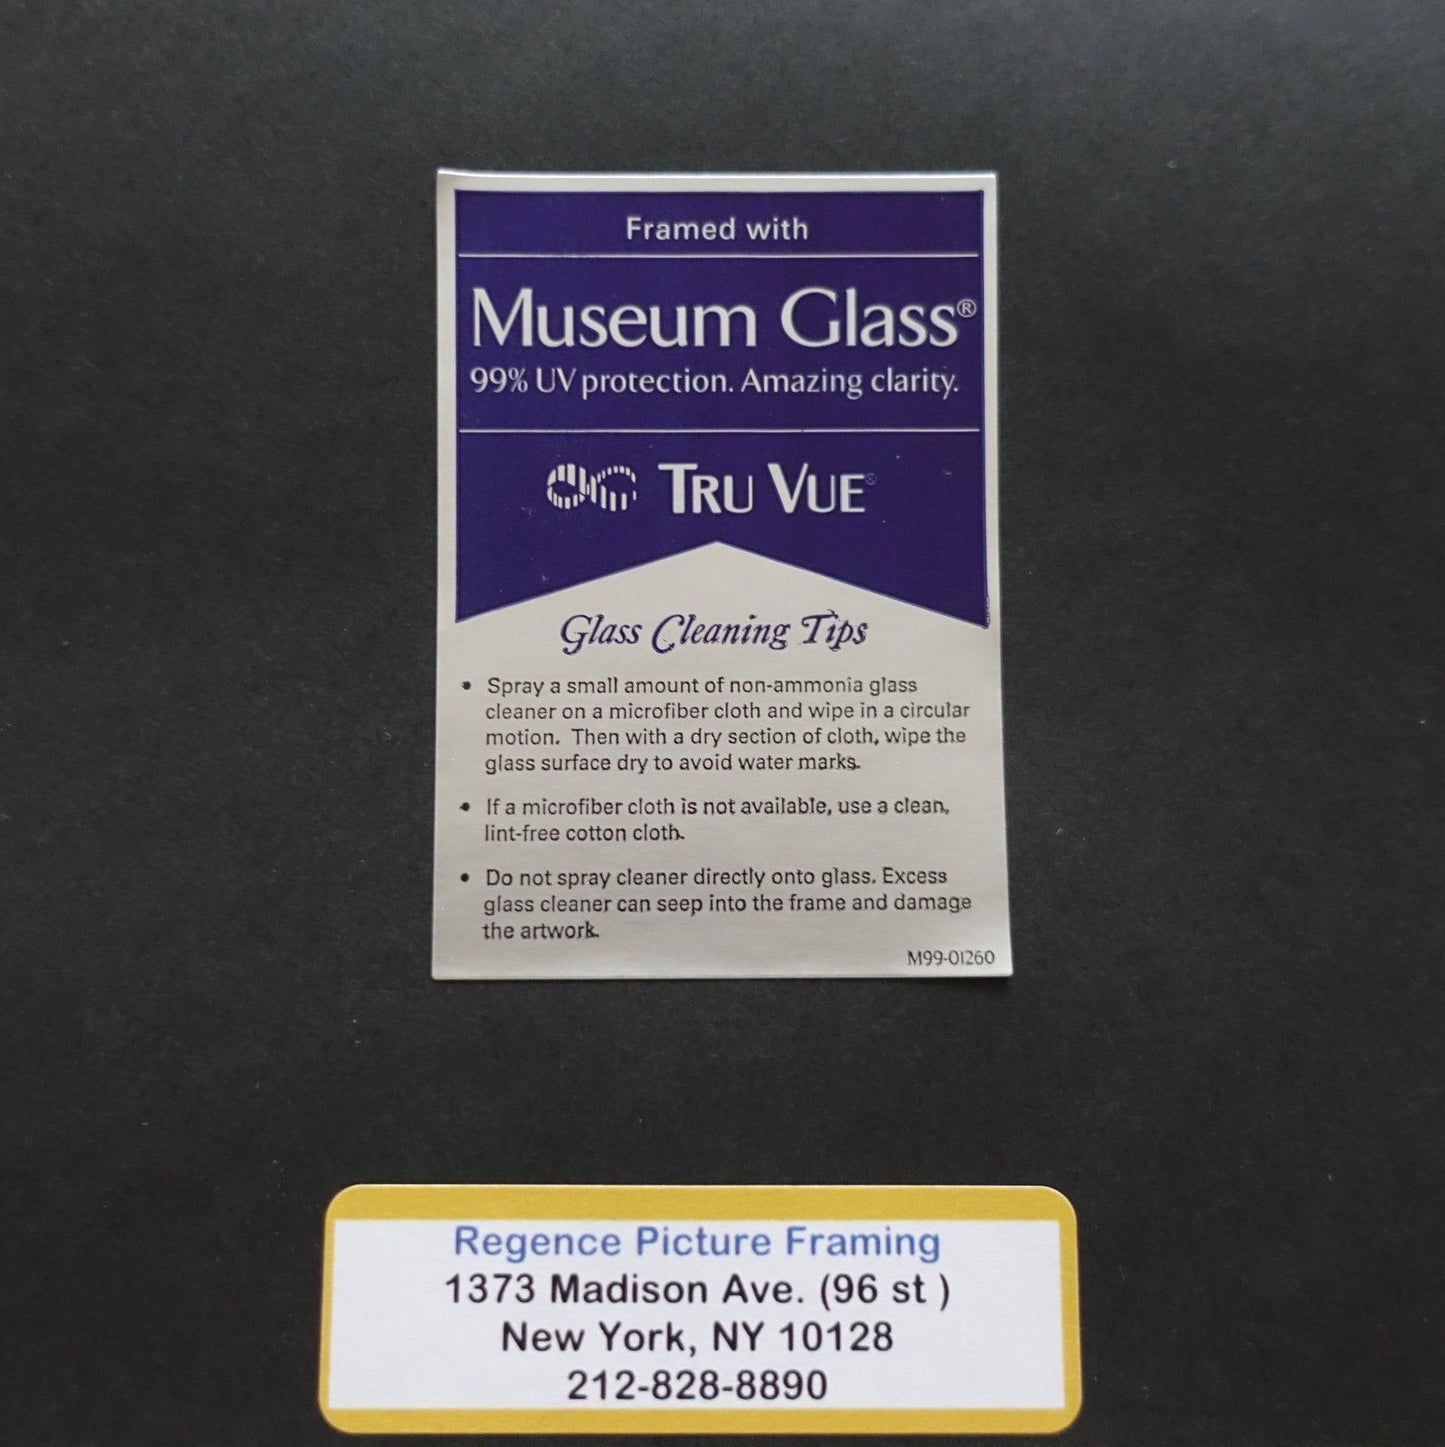 Framed with
Museum Glass®
99% UV protection. Amazing clarity.
TRU VUE®
Glass Cleaning Tips
• Spray a small amount of non-ammonia glass
cleaner on a microfiber cloth and wipe in a circular
motion. Then with a dry section of cloth, wipe the
glass surface dry to avoid water marks.
• If a microfiber cloth is not available, use a clean,
lint-free cotton cloth.
• Do not spray cleaner directly onto glass. Excess
glass cleaner can seep into the frame and damage
the artwork.
M99-01260
Regence Picture Framing
1373 Madison Ave. (96 st )
New York, NY 10128
212-828-8890